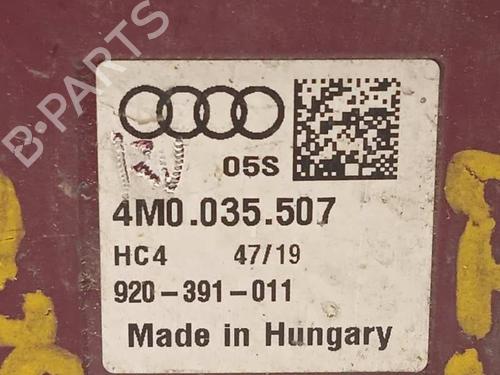 B-PARTS
05S
4M0.035.507
HC4 47/19
920-391-011
Made in Hungary